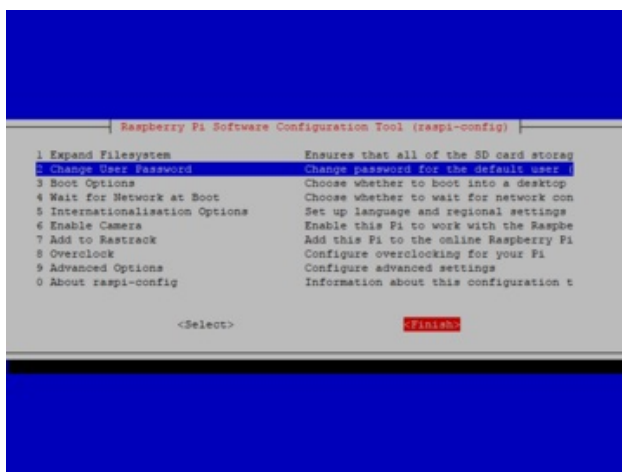 Raspberry Pi Software Configuration Tool (raspi-config)
1 Expand Filesystem Ensures that all of the SD card storag
2 Change User Password Change password for the default user (
3 Boot Options Choose whether to boot into a desktop
4 Wait for Network at Boot Choose whether to wait for network con
5 Internationalisation Options Set up language and regional settings
6 Enable Camera Enable this Pi to work with the Raspbe
7 Add to Rastrack Add this Pi to the online Raspberry Pi
8 Overclock Configure overclocking for your Pi
9 Advanced Options Configure advanced settings
0 About raspi-config Information about this configuration t
<Select> <Finish>